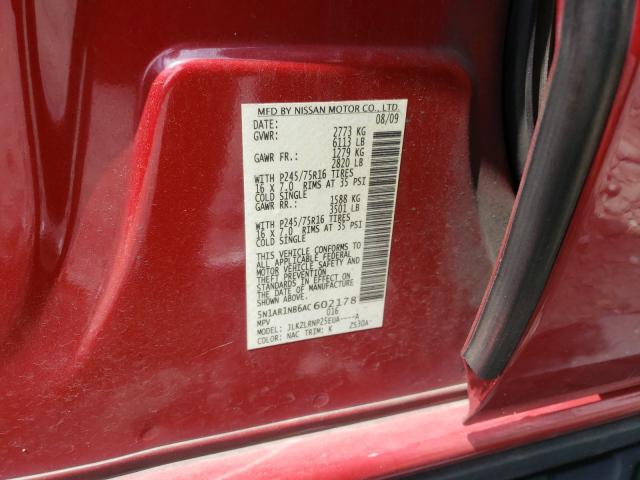 MFD BY NISSAN MOTOR CO., LTD.
DATE: 08/09
GVWR: 2773 KG
6113 LB
GAWR FR.: 1279 KG
2820 LB
WITH P245/75R16 TIRES
16 X 7.0 RIMS AT 35 PSI
COLD SINGLE
GAWR RR.: 1588 KG
3501 LB
WITH P245/75R16 TIRES
16 X 7.0 RIMS AT 35 PSI
COLD SINGLE
THIS VEHICLE CONFORMS TO
ALL APPLICABLE FEDERAL
MOTOR VEHICLE SAFETY AND
THEFT PREVENTION
STANDARDS IN EFFECT ON
THE DATE OF MANUFACTURE
SHOWN ABOVE.
5N1AR1NB6AC602178
MPV 016
MODEL: JLKZLRNP25EUA-----A
COLOR: NAC TRIM: K ZS30A-